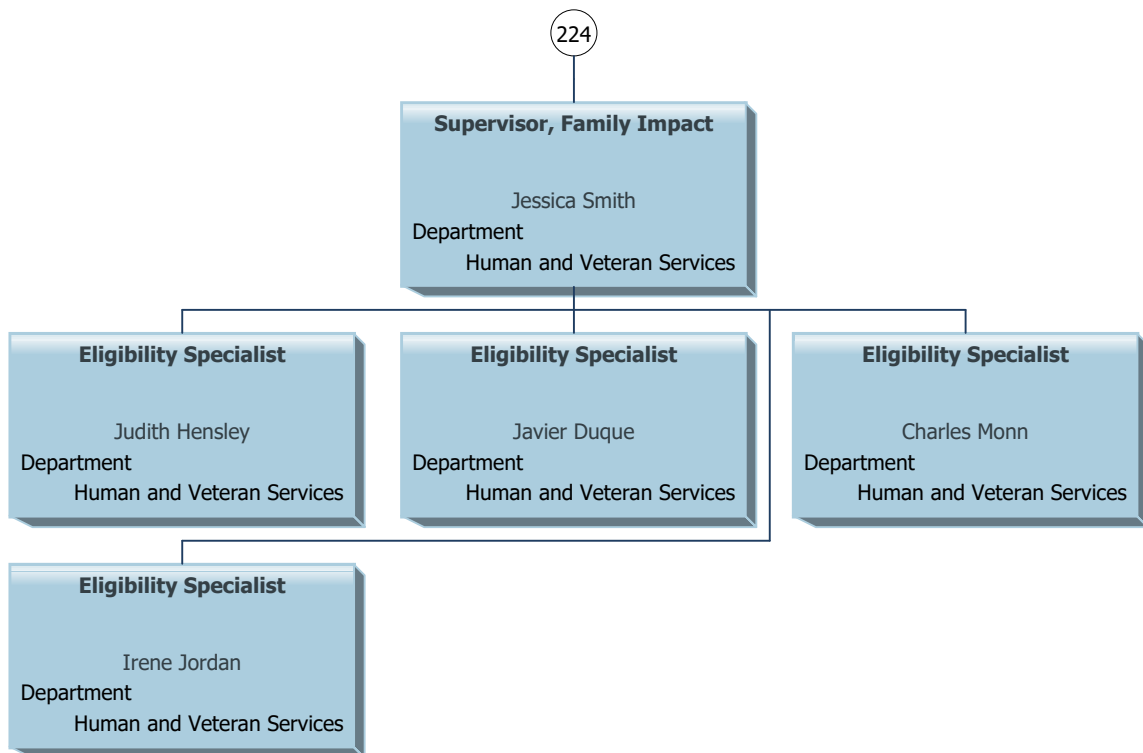 224
Supervisor, Family Impact
Jessica Smith
Department
Human and Veteran Services
Eligibility Specialist
Judith Hensley
Department
Human and Veteran Services
Eligibility Specialist
Javier Duque
Department
Human and Veteran Services
Eligibility Specialist
Charles Monn
Department
Human and Veteran Services
Eligibility Specialist
Irene Jordan
Department
Human and Veteran Services